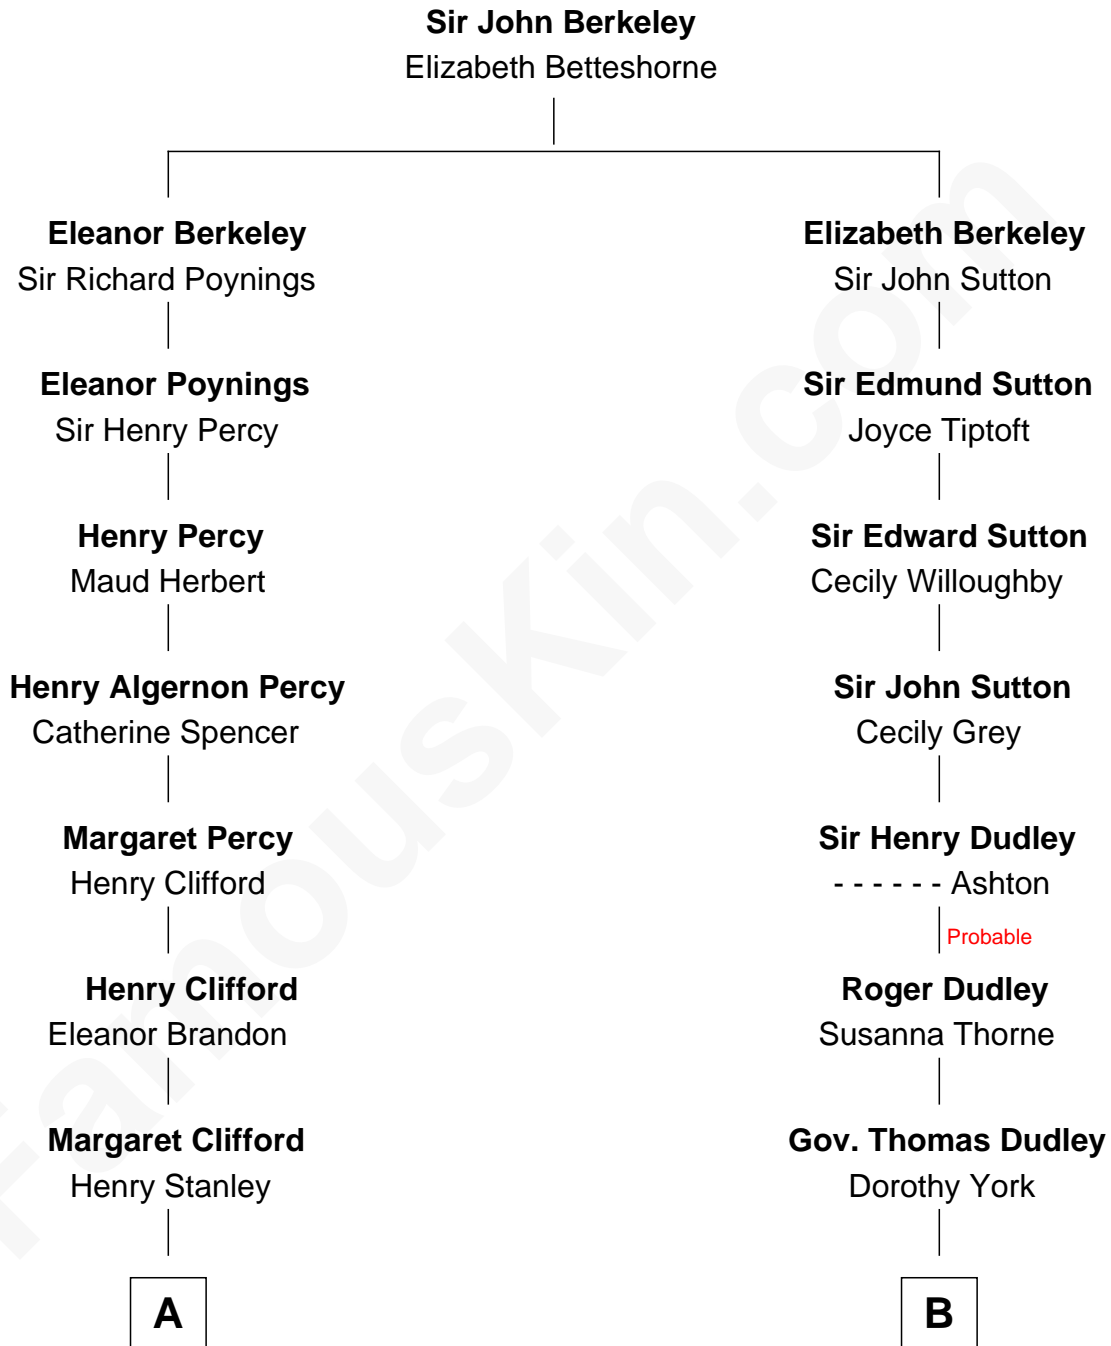 Sir John Berkeley
Elizabeth Betteshorne
Eleanor Berkeley
Sir Richard Poynings
Eleanor Poynings
Sir Henry Percy
Henry Percy
Maud Herbert
Henry Algernon Percy
Catherine Spencer
Margaret Percy
Henry Clifford
Henry Clifford
Eleanor Brandon
Margaret Clifford
Henry Stanley
A
Elizabeth Berkeley
Sir John Sutton
Sir Edmund Sutton
Joyce Tiptoft
Sir Edward Sutton
Cecily Willoughby
Sir John Sutton
Cecily Grey
Sir Henry Dudley
- - - - - - Ashton
Probable
Roger Dudley
Susanna Thorne
Gov. Thomas Dudley
Dorothy York
B
FamousKin.com